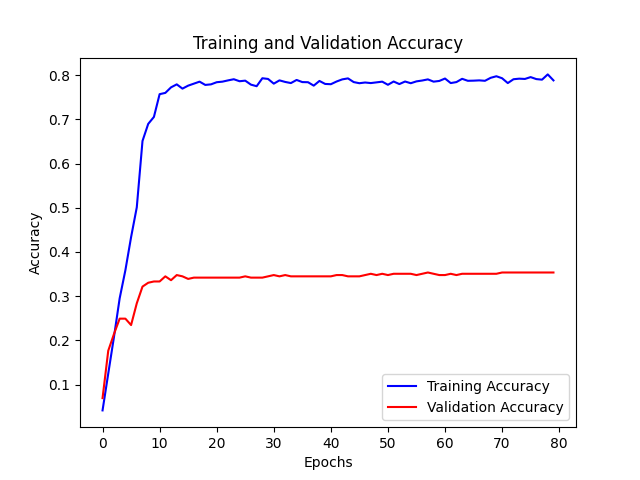 Training and Validation Accuracy
Accuracy
0.8
0.7
0.6
0.5
0.4
0.3
0.2
0.1
0 10 20 30 40 50 60 70 80
Epochs
Training Accuracy
Validation Accuracy